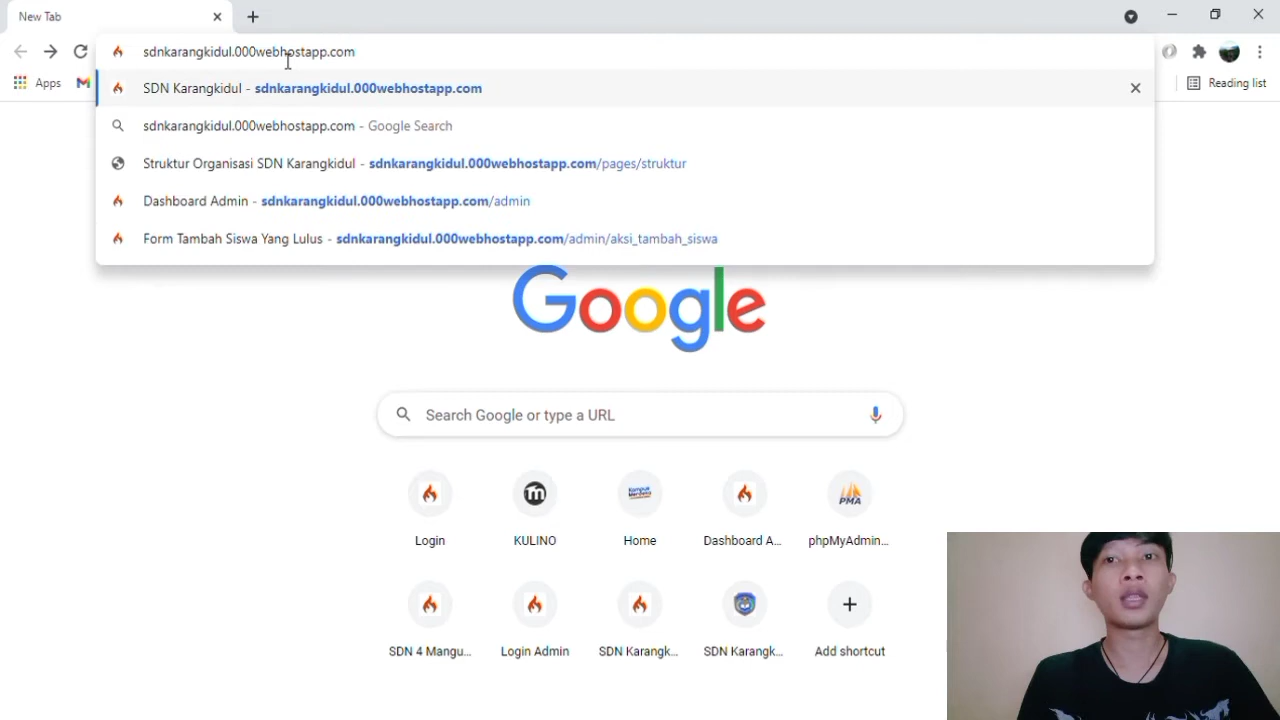 New Tab
sdnkarangkidul.000webhostapp.com
Apps
Reading list
SDN Karangkidul - sdnkarangkidul.000webhostapp.com
sdnkarangkidul.000webhostapp.com - Google Search
Struktur Organisasi SDN Karangkidul - sdnkarangkidul.000webhostapp.com/pages/struktur
Dashboard Admin - sdnkarangkidul.000webhostapp.com/admin
Form Tambah Siswa Yang Lulus - sdnkarangkidul.000webhostapp.com/admin/aksi_tambah_siswa
Google
Search Google or type a URL
Kampus Merdeka
PMA
Login
KULINO
Home
Dashboard A...
phpMyAdmin...
SDN 4 Mangu...
Login Admin
SDN Karangk...
SDN Karangk...
Add shortcut